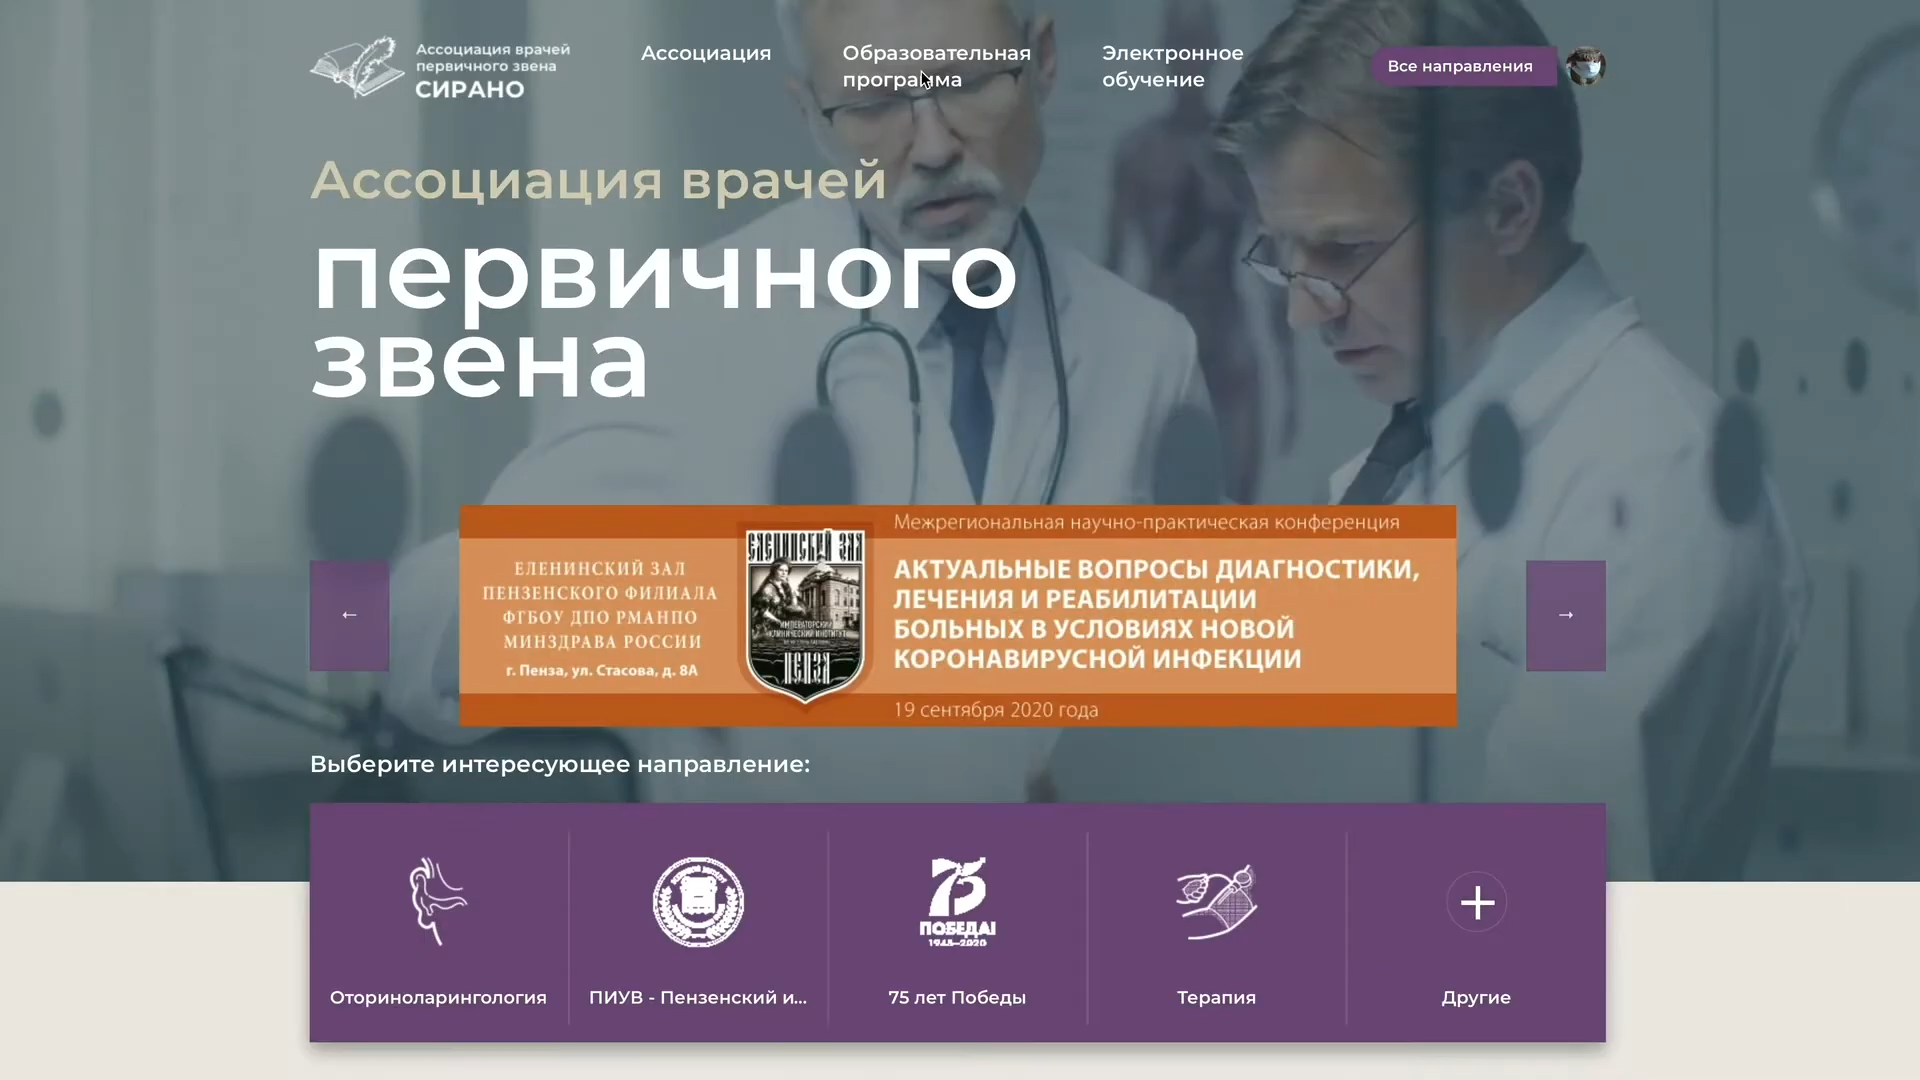 Ассоциация врачей
первичного звена
СИРАНО
Ассоциация
Образовательная
программа
Электронное
обучение
Все направления
Ассоциация врачей
первичного
звена
←
ЕЛЕНИНСКИЙ ЗАЛ
ПЕНЗЕНСКОГО ФИЛИАЛА
ФГБОУ ДПО РМАНПО
МИНЗДРАВА РОССИИ
г. Пенза, ул. Стасова, д. 8А
ЕЛЕНИНСКИЙ ЗАЛ
ИМПЕРАТОРСКИЙ
КЛИНИЧЕСКИЙ ИНСТИТУТ
ПЕНЗА
Межрегиональная научно-практическая конференция
АКТУАЛЬНЫЕ ВОПРОСЫ ДИАГНОСТИКИ,
ЛЕЧЕНИЯ И РЕАБИЛИТАЦИИ
БОЛЬНЫХ В УСЛОВИЯХ НОВОЙ
КОРОНАВИРУСНОЙ ИНФЕКЦИИ
19 сентября 2020 года
→
Выберите интересующее направление:
Оториноларингология
ПИУВ - Пензенский и...
75
ПОБЕДА!
1945–2020
75 лет Победы
Терапия
Другие